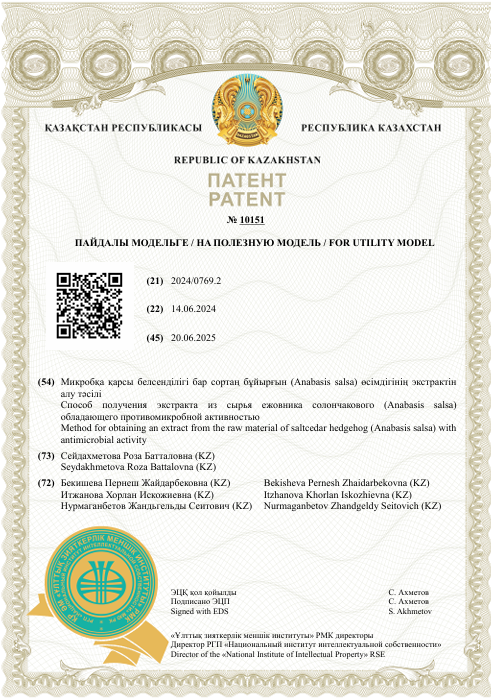 ҚАЗАҚСТАН РЕСПУБЛИКАСЫ
РЕСПУБЛИКА КАЗАХСТАН
REPUBLIC OF KAZAKHSTAN
ПАТЕНТ
PATENT
№ 10151
ПАЙДАЛЫ МОДЕЛЬГЕ / НА ПОЛЕЗНУЮ МОДЕЛЬ / FOR UTILITY MODEL
(21) 2024/0769.2
(22) 14.06.2024
(45) 20.06.2025
(54) Микробқа қарсы белсенділігі бар сортаң бұйырғын (Anabasis salsa) өсімдігінің экстрактін
алу тәсілі
Способ получения экстракта из сырья ежовника солончакового (Anabasis salsa)
обладающего противомикробной активностью
Method for obtaining an extract from the raw material of saltcedar hedgehog (Anabasis salsa) with
antimicrobial activity
(73) Сейдахметова Роза Батталовна (KZ)
Seydakhmetova Roza Battalovna (KZ)
(72) Бекишева Пернеш Жайдарбековна (KZ) Bekisheva Pernesh Zhaidarbekovna (KZ)
Итжанова Хорлан Искожиевна (KZ) Itzhanova Khorlan Iskozhievna (KZ)
Нурмаганбетов Жандьгельды Сеитович (KZ) Nurmaganbetov Zhandgeldy Seitovich (KZ)
ЭЦҚ қол қойылды С. Ахметов
Подписано ЭЦП С. Ахметов
Signed with EDS S. Akhmetov
«Ұлттық зияткерлік меншік институты» РМК директоры
Директор РГП «Национальный институт интеллектуальной собственности»
Director of the «National Institute of Intellectual Property» RSE